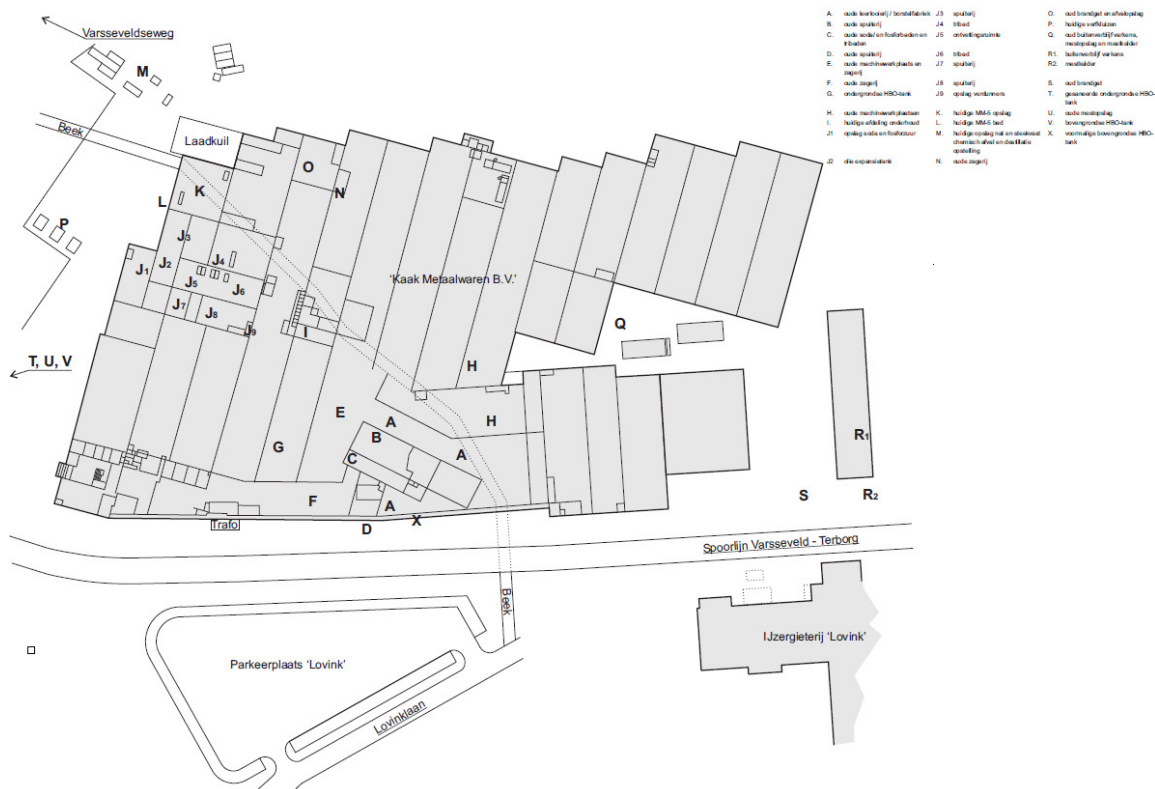 Varsseveldseweg
M
Beek
Laadkuil
O
K
N
L
P
J3
J4
J1
J2
J5
J6
'Kaak Metaalwaren B.V.'
J7
J8
J9
I
Q
T, U, V
H
E
A
H
B
G
A
R1
C
F
A
S
R2
Trafo
D
X
Spoorlijn Varsseveld - Terborg
Beek
IJzergieterij 'Lovink'
Parkeerplaats 'Lovink'
Lovinklaan
A. oude leerlooierij / borstelfabriek
B. oude spuiterij
C. oude soda/ en fosforbaden en
tribaden
D. oude spuiterij
E. oude machinewerkplaats en
zagerij
F. oude zagerij
G. ondergrondse HBO-tank
H. oude machinewerkplaatsen
I. huidige afdeling onderhoud
J1 opslag soda en fosforzuur
J2 olie expansietank
J3 spuiterij
J4 tribad
J5 ontvettingsruimte
J6 tribad
J7 spuiterij
J8 spuiterij
J9 opslag verdunners
K. huidige MM-5 opslag
L. huidige MM-5 bad
M. huidige opslag nat en steekvast
chemisch afval en destillatie
opstelling
N. oude zagerij
O. oud brandgat en afvalopslag
P. huidige verfkluizen
Q. oud buitenverblijf varkens,
mestopslag en mestkelder
R1. buitenverblijf varkens
R2. mestkelder
S. oud brandgat
T. gesaneerde ondergrondse HBO-
tank
U. oude mestopslag
V. bovengrondse HBO-tank
X. voormalige bovengrondse HBO-
tank